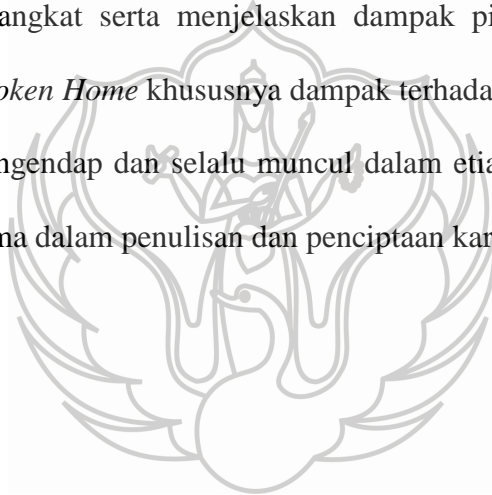 angkat serta menjelaskan dampak pi
oken Home khususnya dampak terhada
ngendap dan selalu muncul dalam etia
ma dalam penulisan dan penciptaan kar